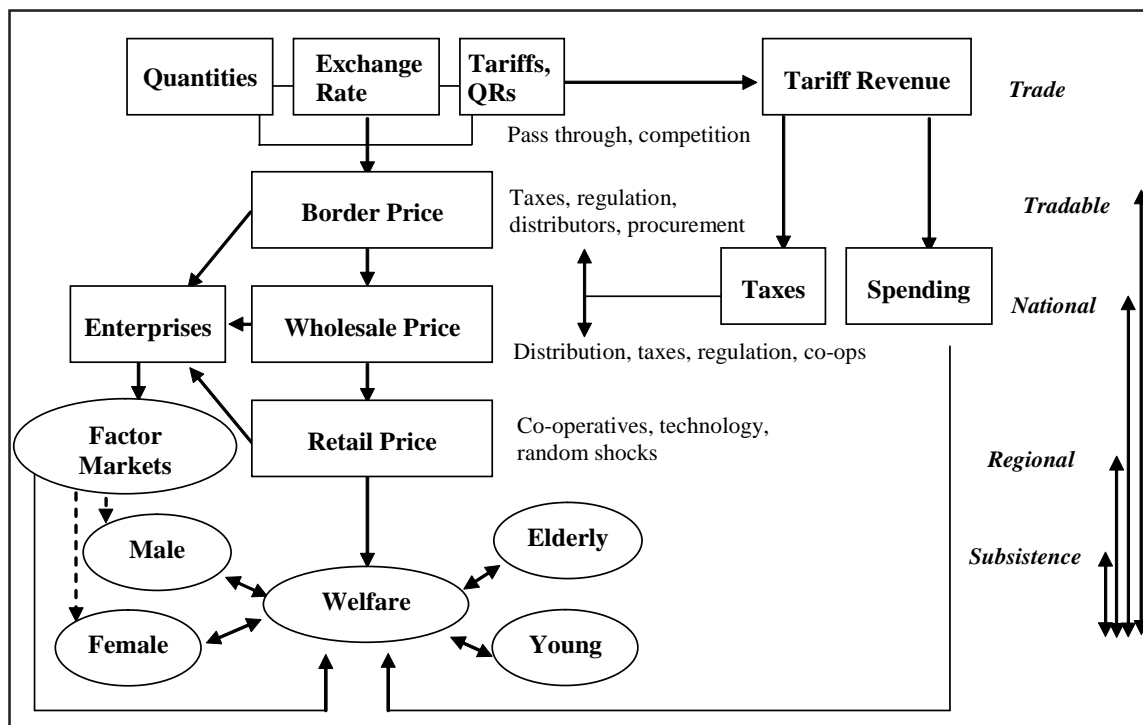 Quantities
Exchange
Rate
Tariffs,
QRs
Tariff Revenue
Trade
Pass through, competition
Border Price
Taxes, regulation,
distributors, procurement
Tradable
Enterprises
Wholesale Price
Taxes
Spending
National
Distribution, taxes, regulation, co-ops
Factor
Markets
Retail Price
Co-operatives, technology,
random shocks
Regional
Male
Elderly
Subsistence
Welfare
Female
Young